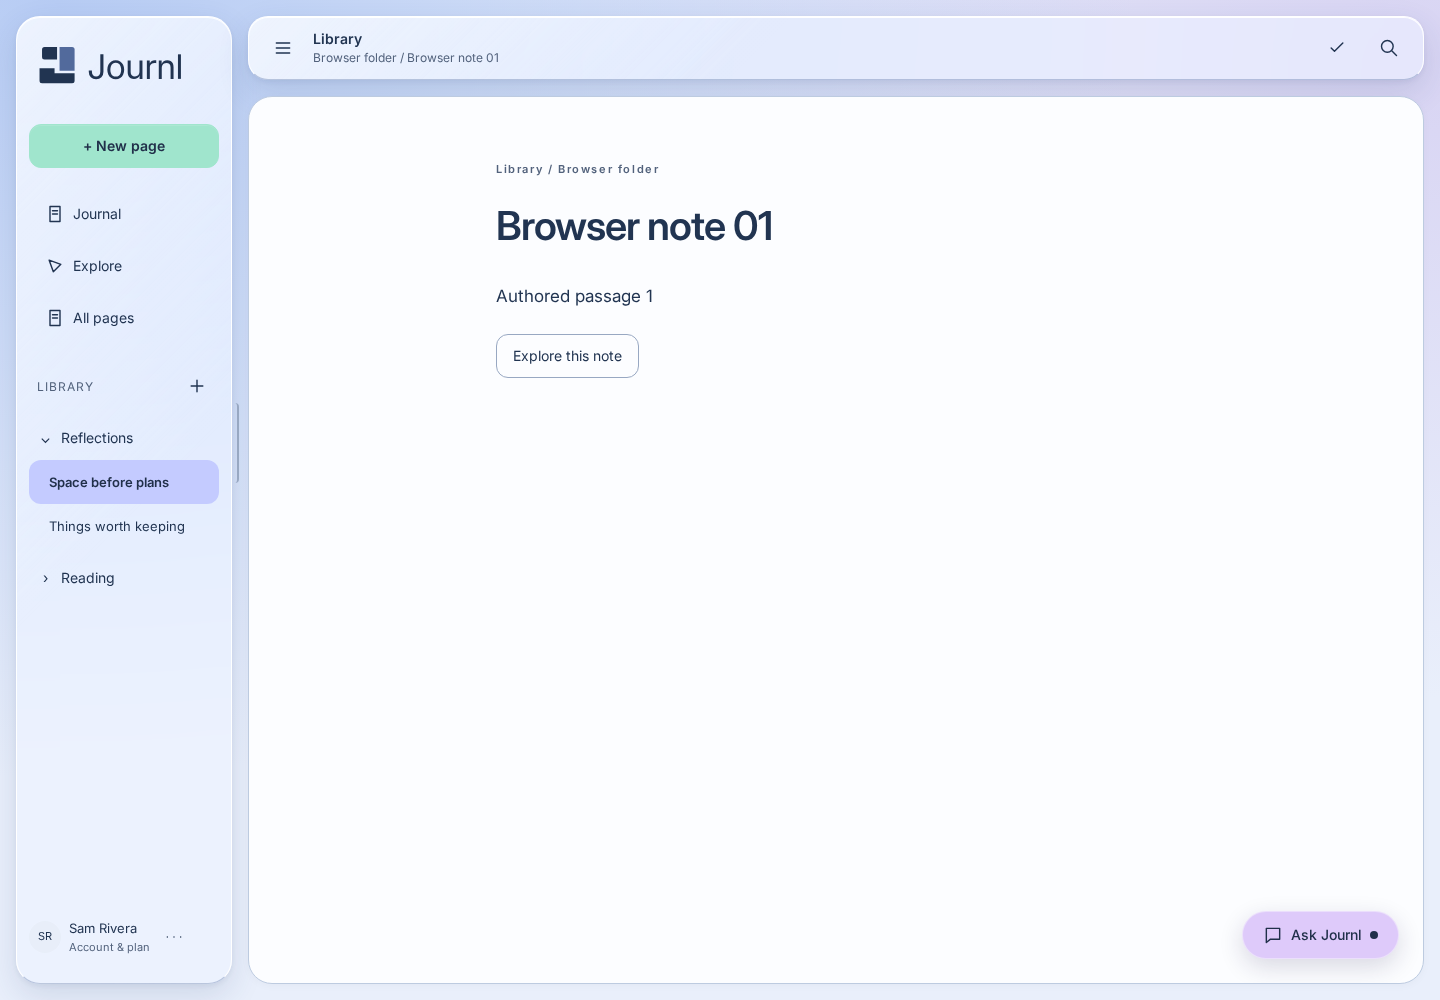 Journl
+ New page
Journal
Explore
All pages
LIBRARY
Reflections
Space before plans
Things worth keeping
Reading
SR
Sam Rivera
Account & plan
Library
Browser folder / Browser note 01
Library / Browser folder
Browser note 01
Authored passage 1
Explore this note
Ask Journl